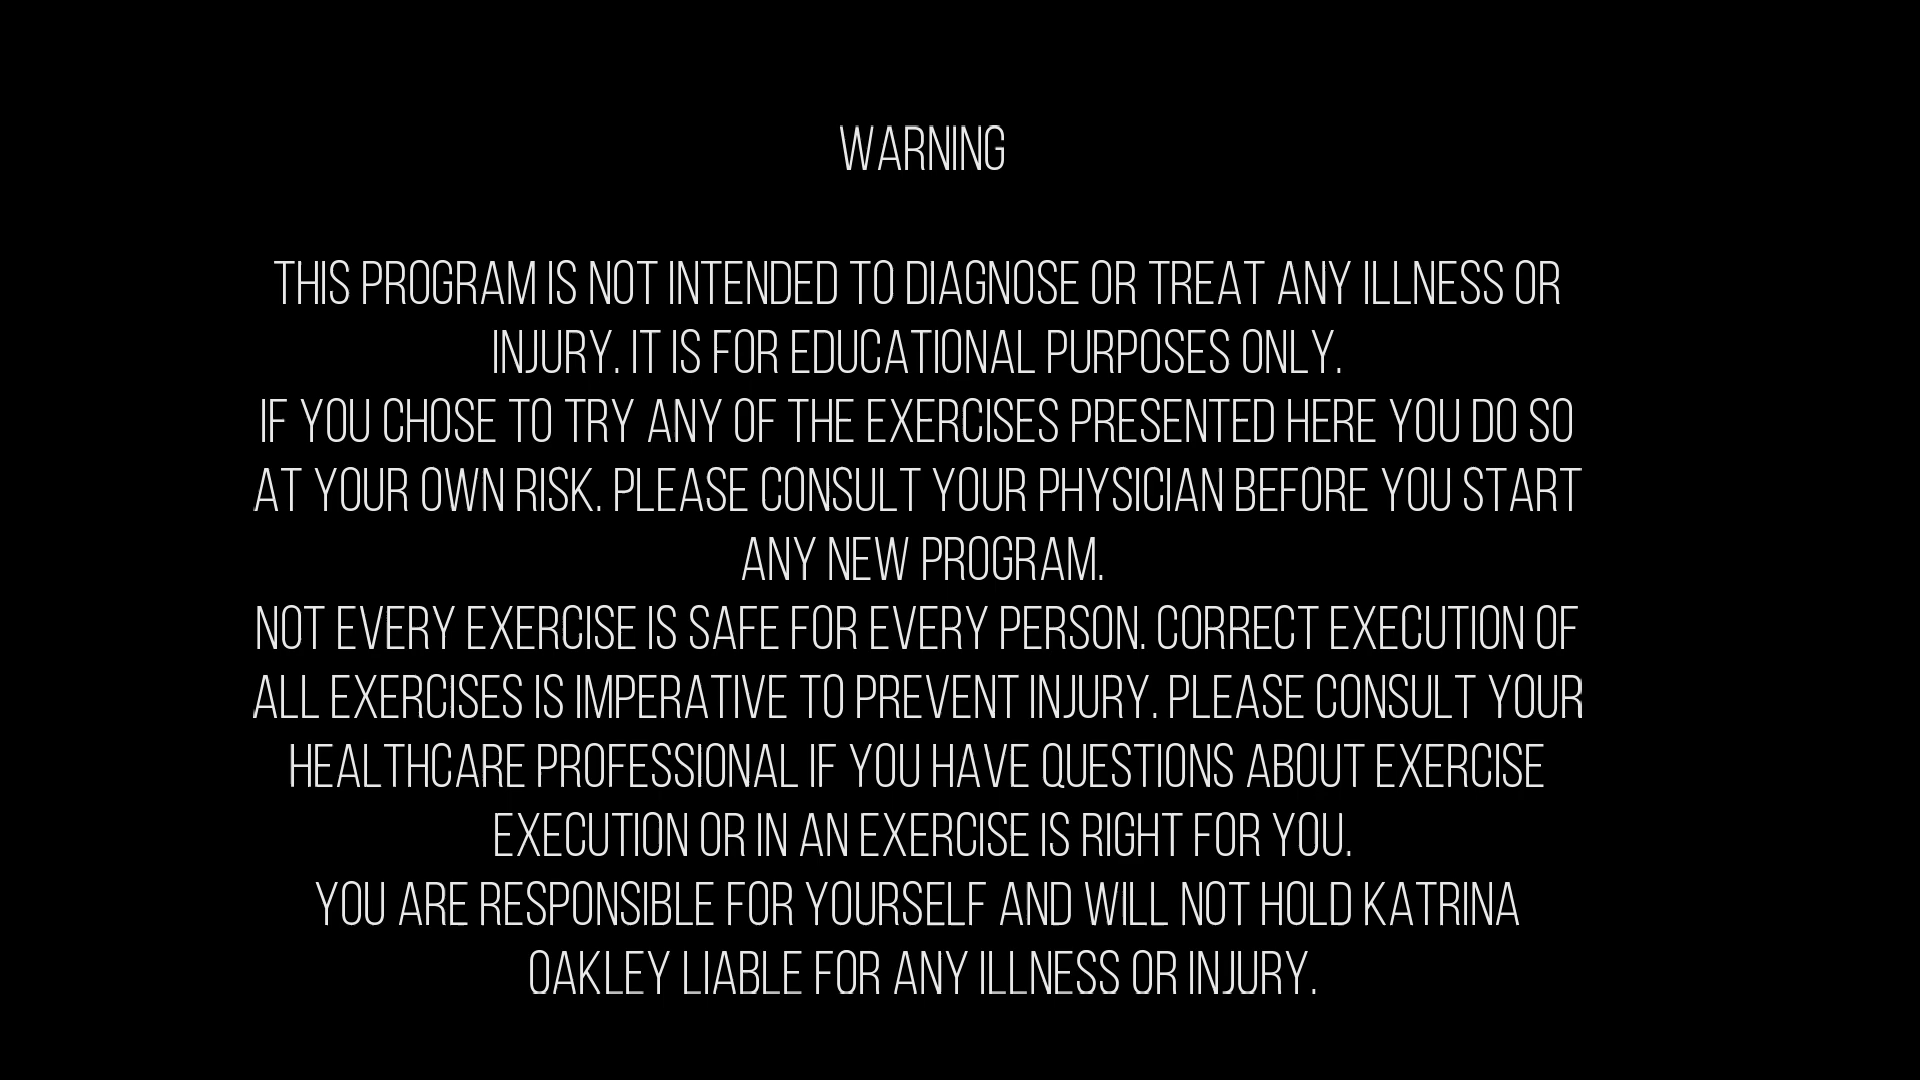 WARNING
THIS PROGRAM IS NOT INTENDED TO DIAGNOSE OR TREAT ANY ILLNESS OR
INJURY. IT IS FOR EDUCATIONAL PURPOSES ONLY.
IF YOU CHOSE TO TRY ANY OF THE EXERCISES PRESENTED HERE YOU DO SO
AT YOUR OWN RISK. PLEASE CONSULT YOUR PHYSICIAN BEFORE YOU START
ANY NEW PROGRAM.
NOT EVERY EXERCISE IS SAFE FOR EVERY PERSON. CORRECT EXECUTION OF
ALL EXERCISES IS IMPERATIVE TO PREVENT INJURY. PLEASE CONSULT YOUR
HEALTHCARE PROFESSIONAL IF YOU HAVE QUESTIONS ABOUT EXERCISE
EXECUTION OR IN AN EXERCISE IS RIGHT FOR YOU.
YOU ARE RESPONSIBLE FOR YOURSELF AND WILL NOT HOLD KATRINA
OAKLEY LIABLE FOR ANY ILLNESS OR INJURY.